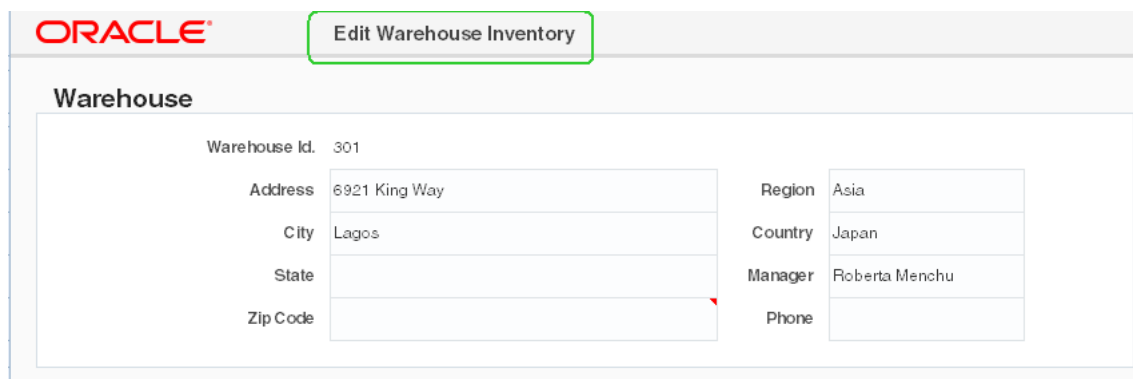 ORACLE Edit Warehouse Inventory
Warehouse
Warehouse Id. 301
Address 6921 King Way Region Asia
City Lagos Country Japan
State Manager Roberta Menchu
Zip Code Phone